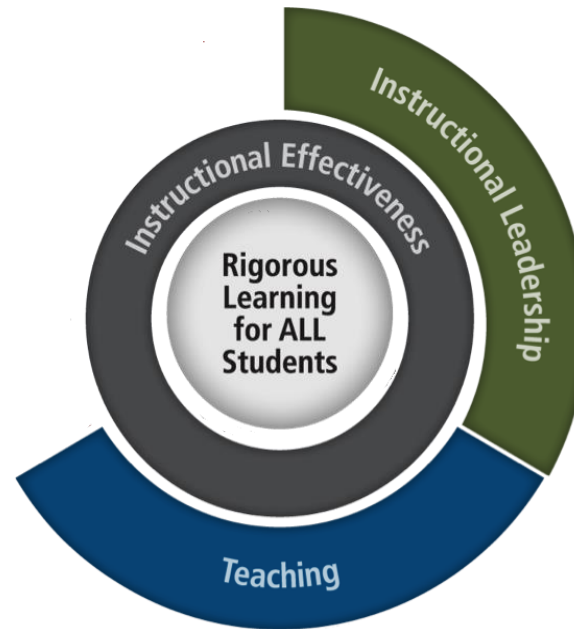 Instructional Leadership
Instructional Effectiveness
Rigorous
Learning
for ALL
Students
Teaching